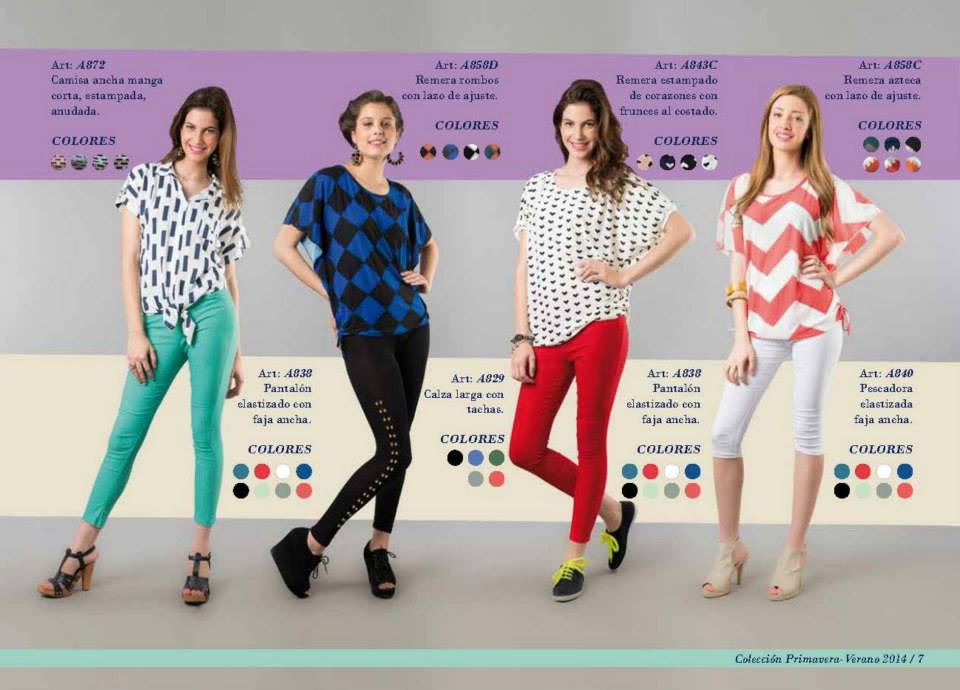 Art: A872
Camisa ancha manga
corta, estampada,
anudada.
COLORES
Art: A858D
Remera rombos
con lazo de ajuste.
COLORES
Art: A843C
Remera estampado
de corazones con
frunces al costado.
COLORES
Art: A858C
Remera azteca
con lazo de ajuste.
COLORES
Art: A838
Pantalón
elastizado con
faja ancha.
COLORES
Art: A829
Calza larga con
tachas.
COLORES
Art: A838
Pantalón
elastizado con
faja ancha.
COLORES
Art: A840
Pescadora
elastizada
faja ancha.
COLORES
Colección Primavera-Verano 2014 / 7